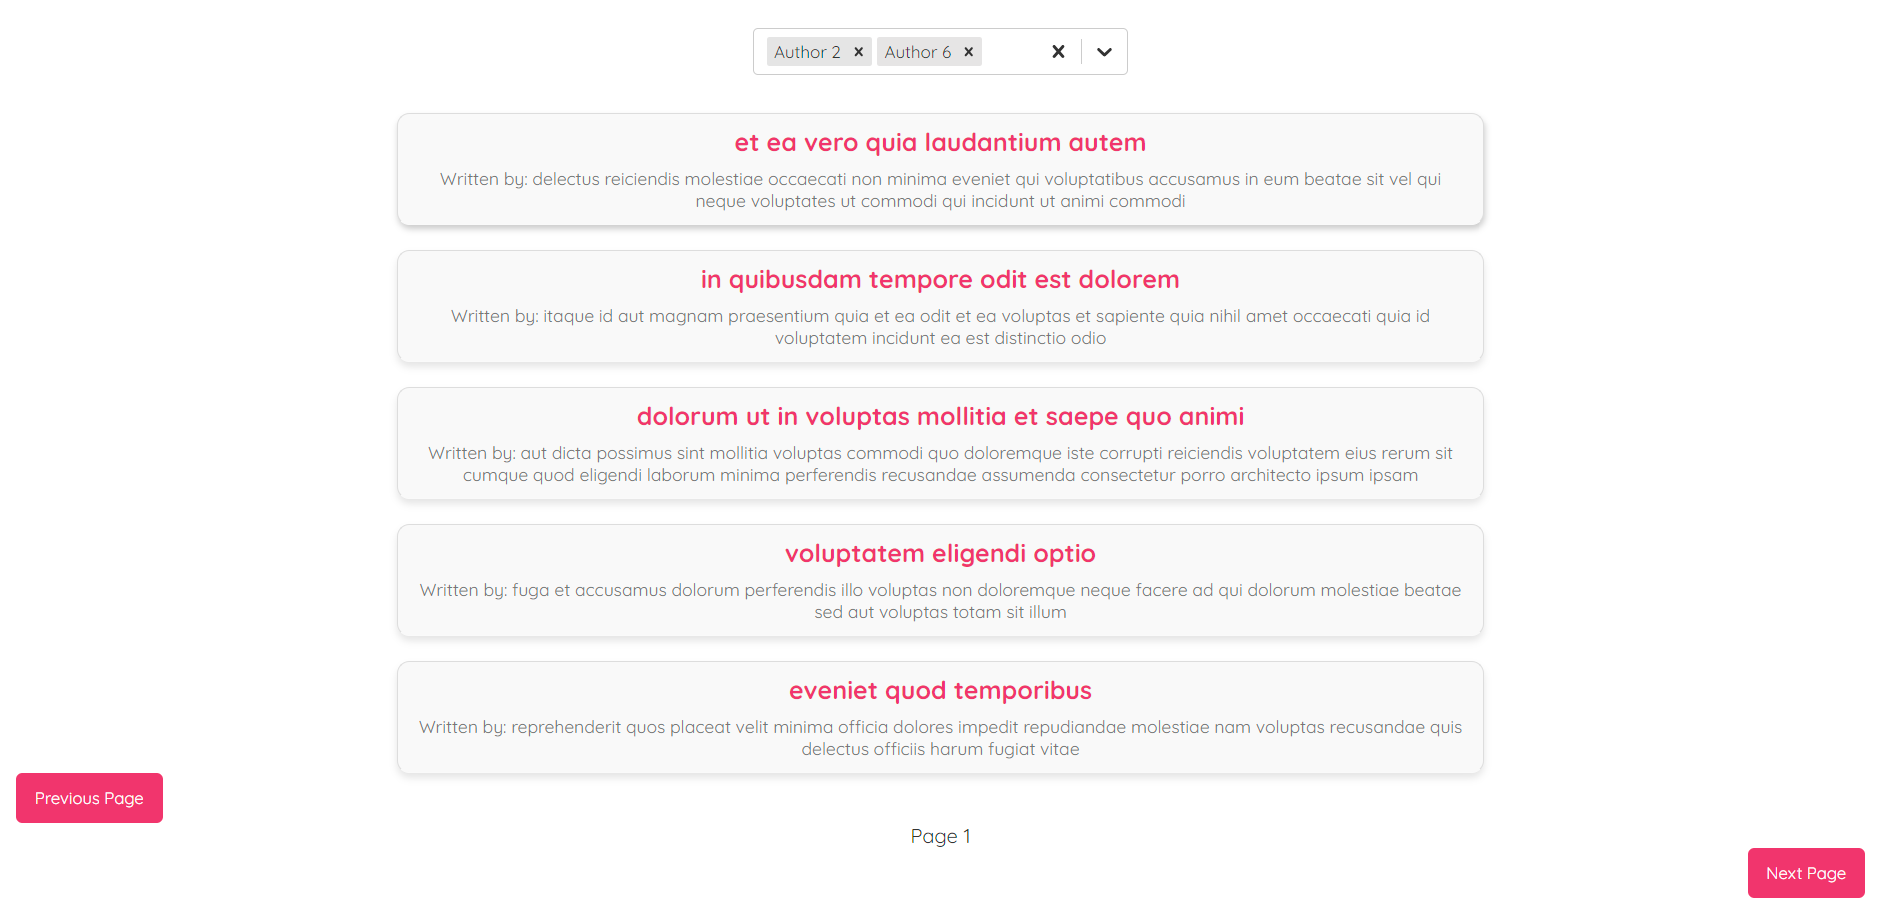 Author 2 Author 6
et ea vero quia laudantium autem
Written by: delectus reiciendis molestiae occaecati non minima eveniet qui voluptatibus accusamus in eum beatae sit vel qui
neque voluptates ut commodi qui incidunt ut animi commodi
in quibusdam tempore odit est dolorem
Written by: itaque id aut magnam praesentium quia et ea odit et ea voluptas et sapiente quia nihil amet occaecati quia id
voluptatem incidunt ea est distinctio odio
dolorum ut in voluptas mollitia et saepe quo animi
Written by: aut dicta possimus sint mollitia voluptas commodi quo doloremque iste corrupti reiciendis voluptatem eius rerum sit
cumque quod eligendi laborum minima perferendis recusandae assumenda consectetur porro architecto ipsum ipsam
voluptatem eligendi optio
Written by: fuga et accusamus dolorum perferendis illo voluptas non doloremque neque facere ad qui dolorum molestiae beatae
sed aut voluptas totam sit illum
eveniet quod temporibus
Written by: reprehenderit quos placeat velit minima officia dolores impedit repudiandae molestiae nam voluptas recusandae quis
delectus officiis harum fugiat vitae
Previous Page
Page 1
Next Page